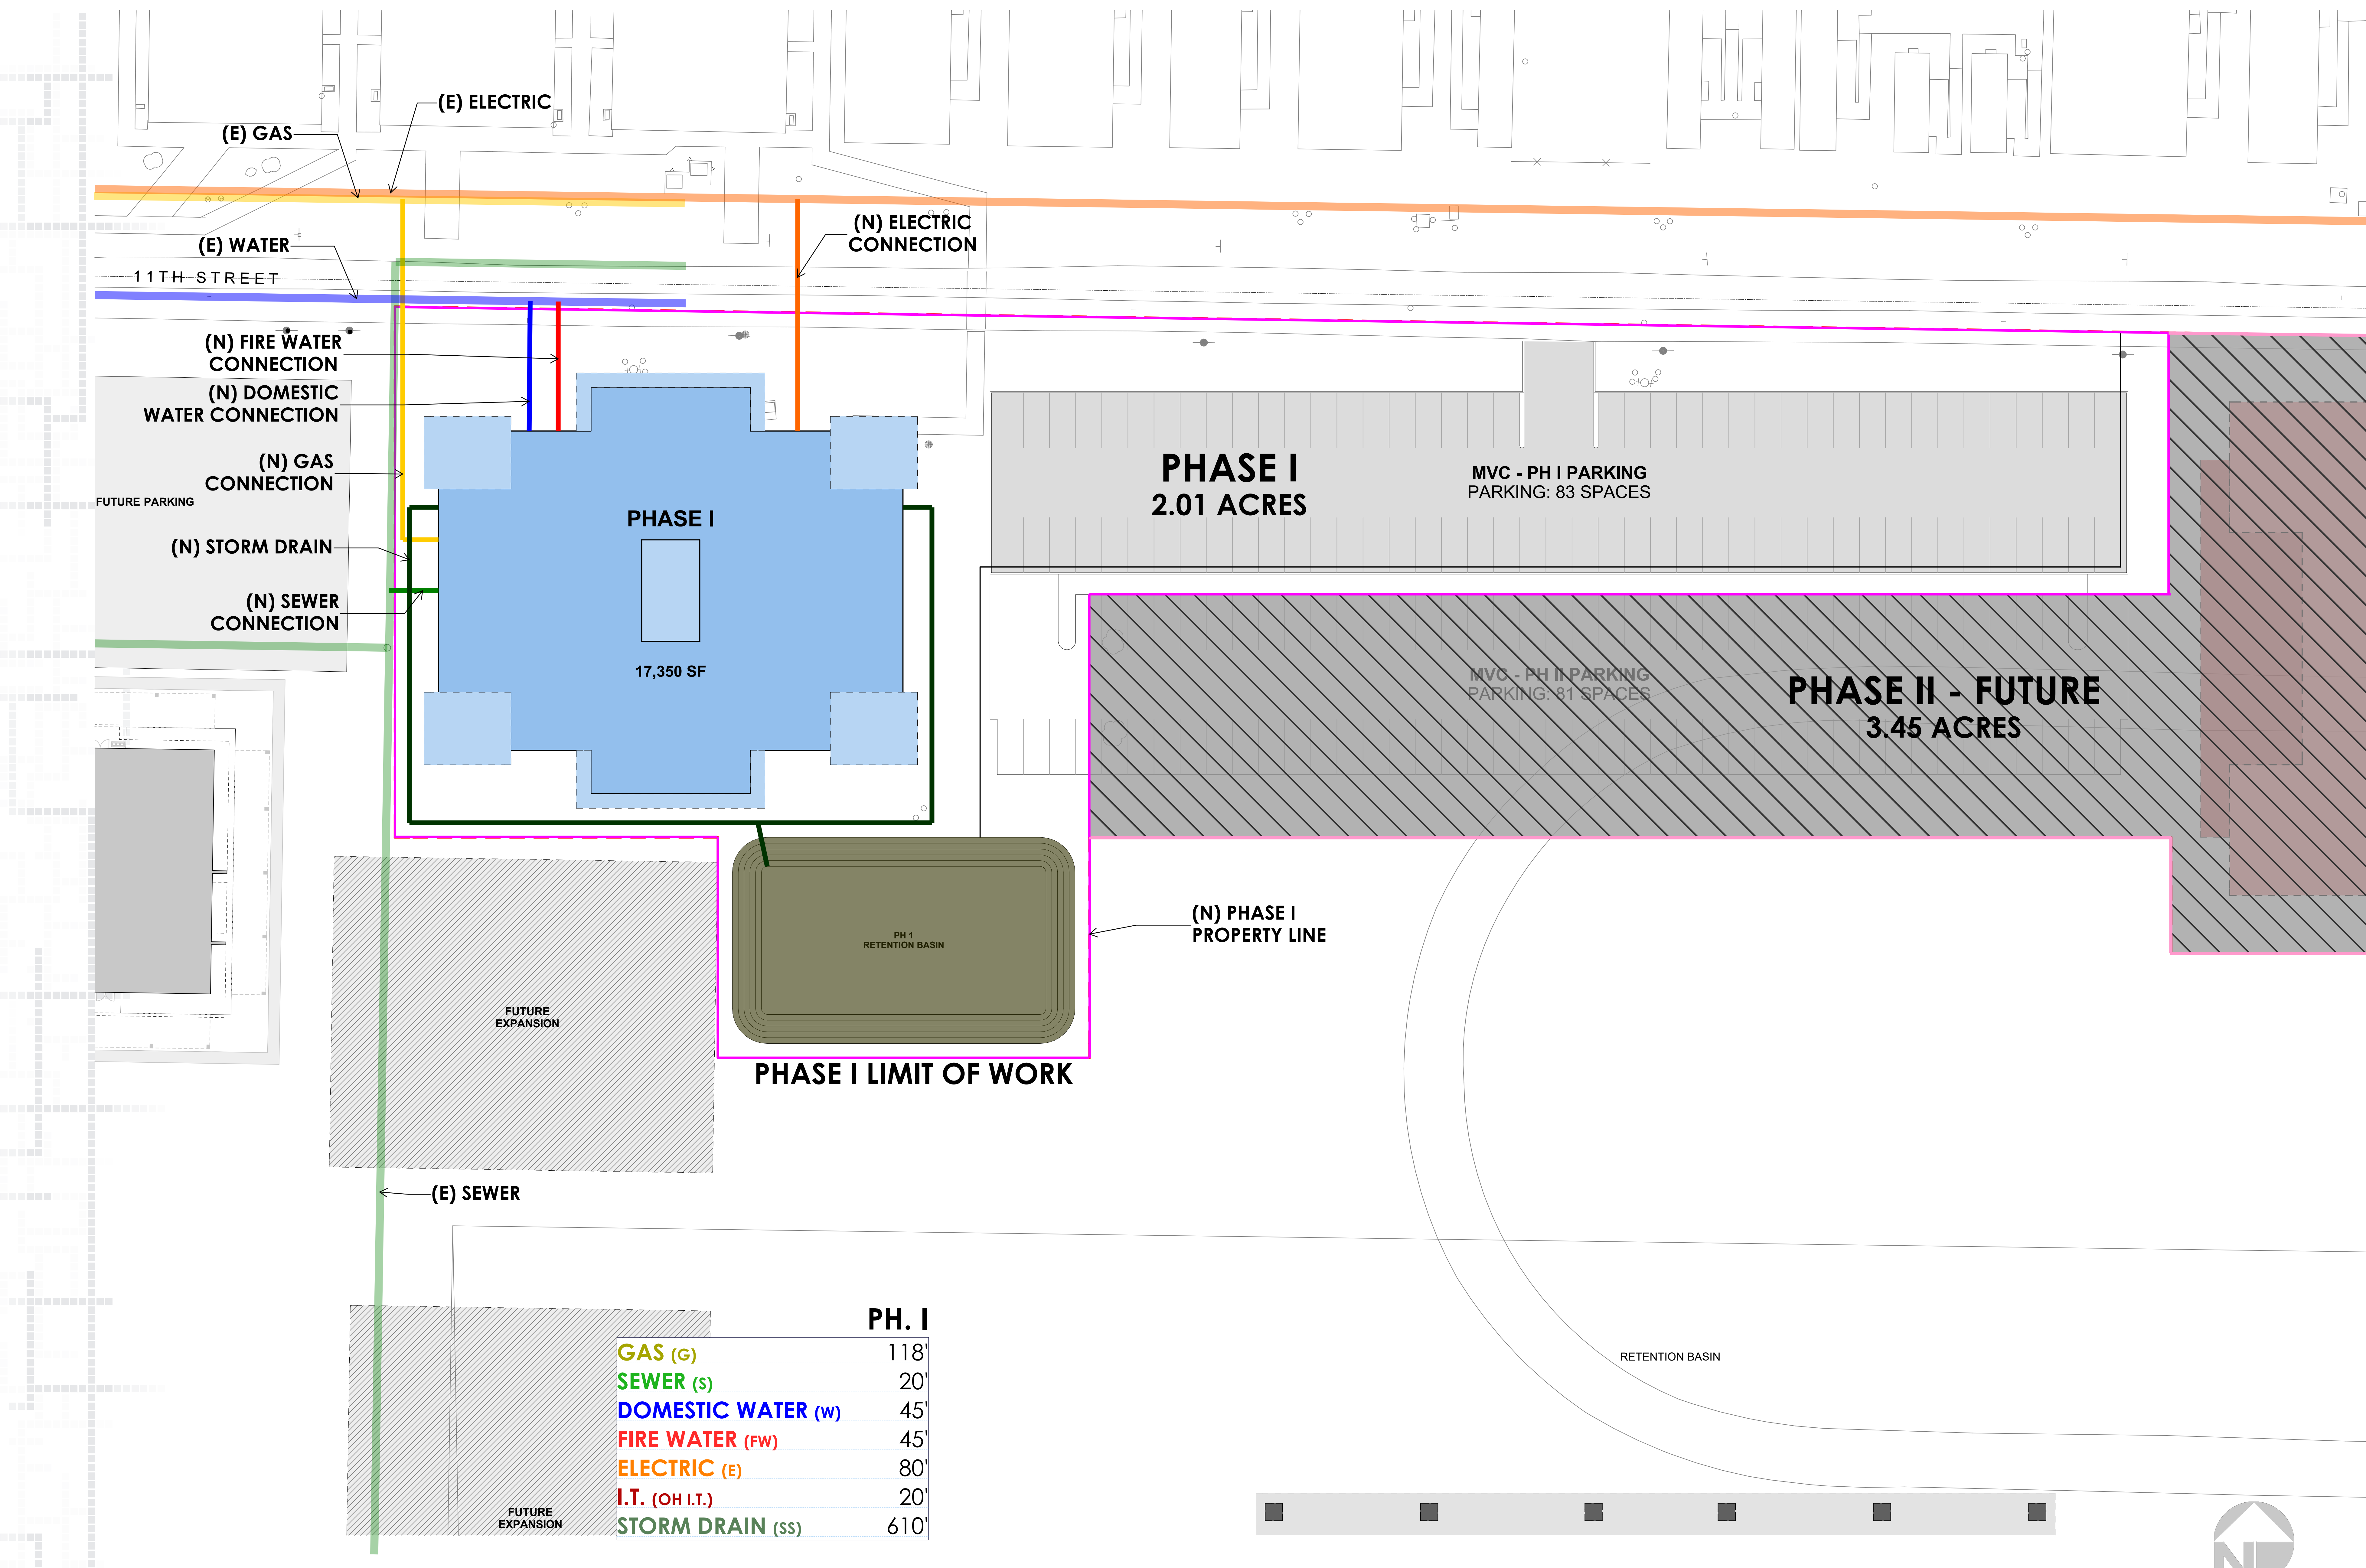 (E) ELECTRIC
(E) GAS
(N) ELECTRIC
CONNECTION
(E) WATER
11TH STREET
(N) FIRE WATER
CONNECTION
(N) DOMESTIC
WATER CONNECTION
(N) GAS
CONNECTION
FUTURE PARKING
(N) STORM DRAIN
(N) SEWER
CONNECTION
PHASE I
17,350 SF
PHASE I
2.01 ACRES
MVC - PH I PARKING
PARKING: 83 SPACES
MVC - PH II PARKING
PARKING: 81 SPACES
PHASE II - FUTURE
3.45 ACRES
(N) PHASE I
PROPERTY LINE
PH 1
RETENTION BASIN
FUTURE
EXPANSION
PHASE I LIMIT OF WORK
(E) SEWER
PH. I
GAS (G) 118'
SEWER (S) 20'
DOMESTIC WATER (W) 45'
FIRE WATER (FW) 45'
ELECTRIC (E) 80'
I.T. (OH I.T.) 20'
STORM DRAIN (SS) 610'
FUTURE
EXPANSION
RETENTION BASIN
N